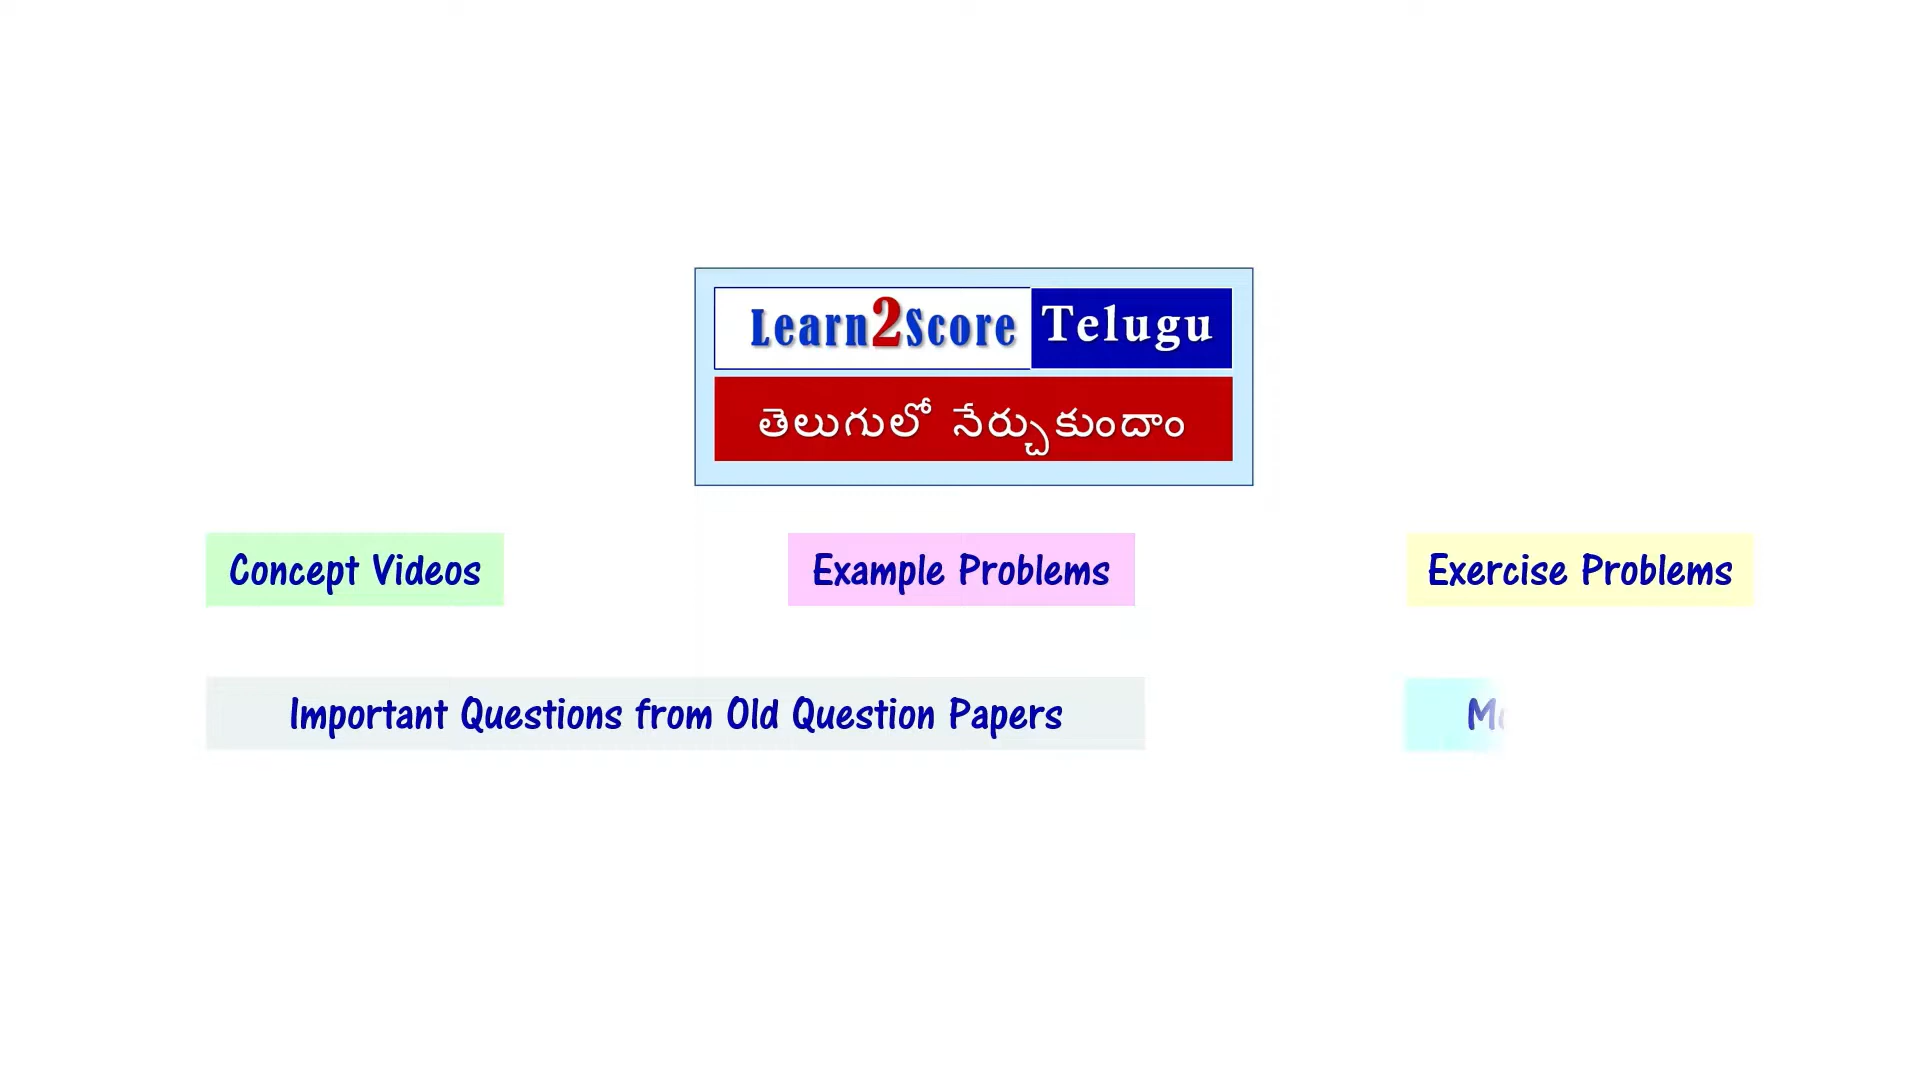 Learn2Score Telugu
తెలుగులో నేర్చుకుందాం
Concept Videos
Example Problems
Exercise Problems
Important Questions from Old Question Papers